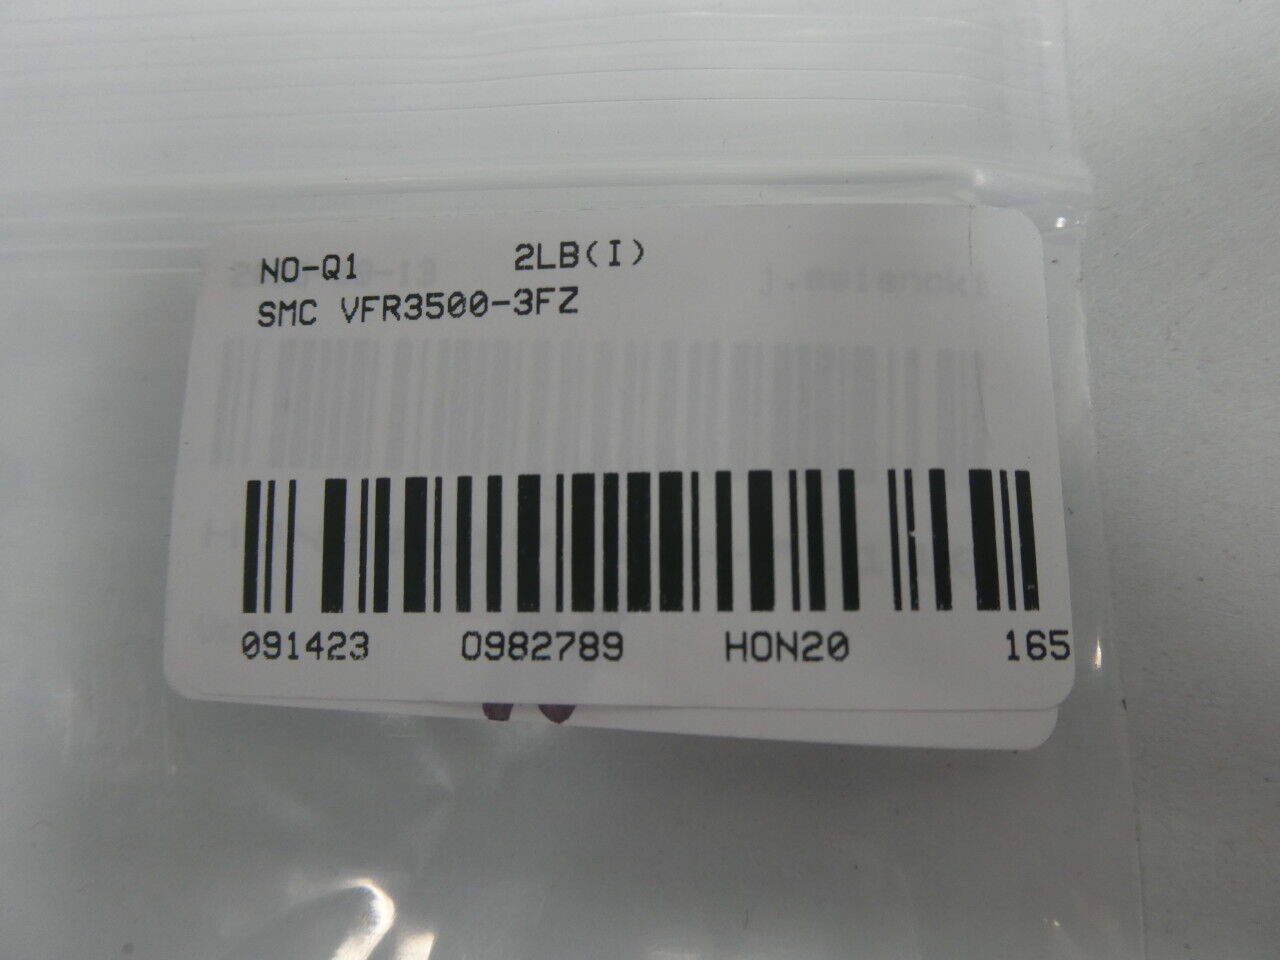 NO-Q1 2LB(I)
SMC VFR3500-3FZ
091423 0982789 HON20 165